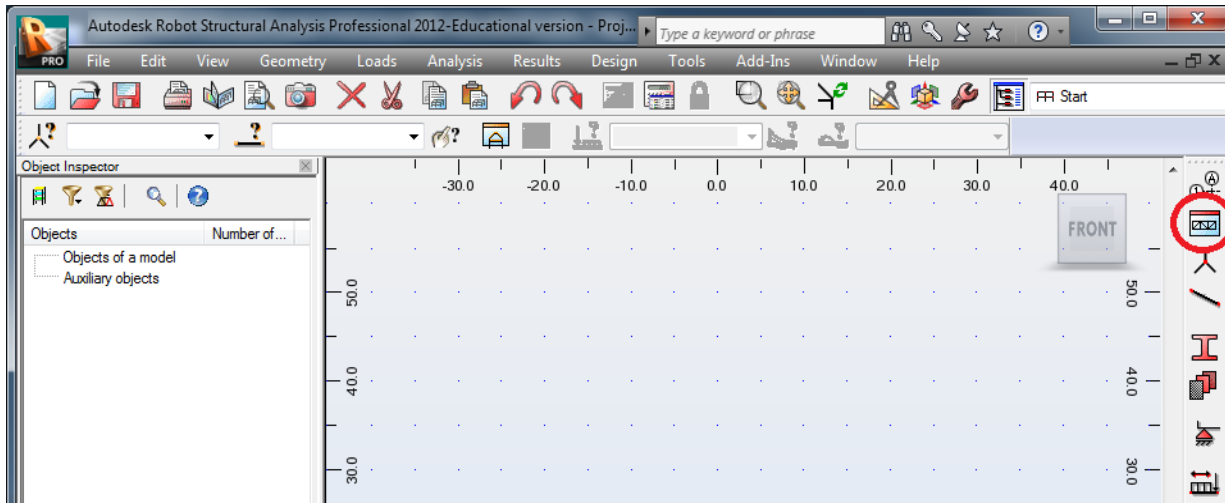 Autodesk Robot Structural Analysis Professional 2012-Educational version - Proj... Type a keyword or phrase
PRO File Edit View Geometry Loads Analysis Results Design Tools Add-Ins Window Help
Start
Object Inspector
-30.0 -20.0 -10.0 0.0 10.0 20.0 30.0 40.0
Objects Number of...
FRONT
Objects of a model
Auxiliary objects
50.0 50.0
40.0 40.0
30.0 30.0